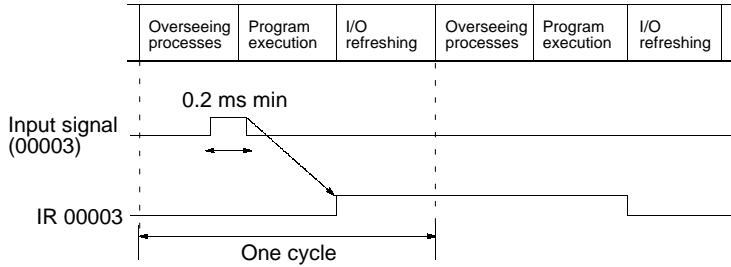 Overseeing processes
Program execution
I/O refreshing
Overseeing processes
Program execution
I/O refreshing
0.2 ms min
Input signal
(00003)
IR 00003
One cycle